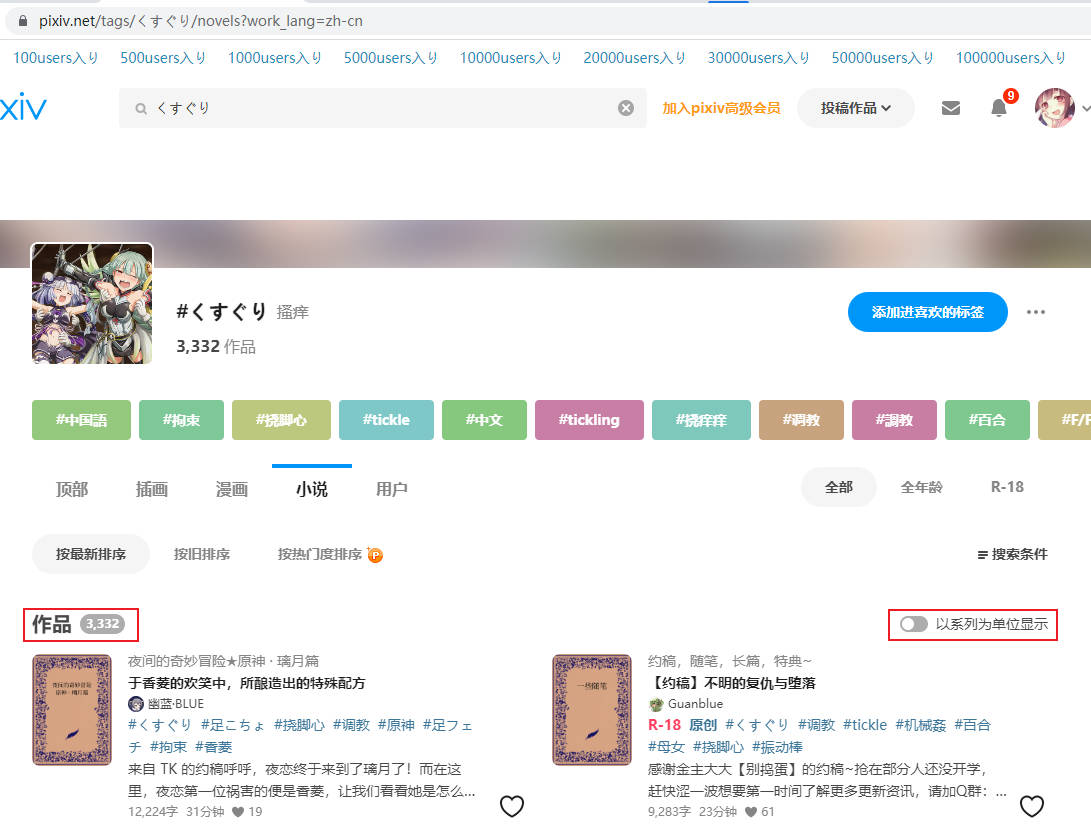 pixiv.net/tags/くすぐり/novels?work_lang=zh-cn
100users入り 500users入り 1000users入り 5000users入り 10000users入り 20000users入り 30000users入り 50000users入り 100000users入り
xiv くすぐり 加入pixiv高级会员 投稿作品 9
#くすぐり 搔痒
添加进喜欢的标签
3,332 作品
#中国語 #拘束 #挠脚心 #tickle #中文 #tickling #挠痒痒 #调教 #調教 #百合 #F/F
顶部 插画 漫画 小说 用户 全部 全年龄 R-18
按最新排序 按旧排序 按热门度排序 P 搜索条件
作品 3,332 以系列为单位显示
夜间的奇妙冒险★原神 · 璃月篇
于香菱的欢笑中，所酿造出的特殊配方
幽蓝·BLUE
#くすぐり #足こちょ #挠脚心 #调教 #原神 #足フェ
チ #拘束 #香菱
来自 TK 的约稿呼呼，夜恋终于来到了璃月了！而在这
里，夜恋第一位祸害的便是香菱，让我们看看她是怎么...
12,224字 31分钟 19
夜间的奇妙冒险
原神 · 璃月篇
约稿，随笔，长篇，特典~
【约稿】不明的复仇与堕落
Guanblue
R-18 原创 #くすぐり #调教 #tickle #机械姦 #百合
#母女 #挠脚心 #振动棒
感谢金主大大【别捣蛋】的约稿~抢在部分人还没开学，
赶快涩一波想要第一时间了解更多更新资讯，请加Q群：...
9,283字 23分钟 61
一些随笔